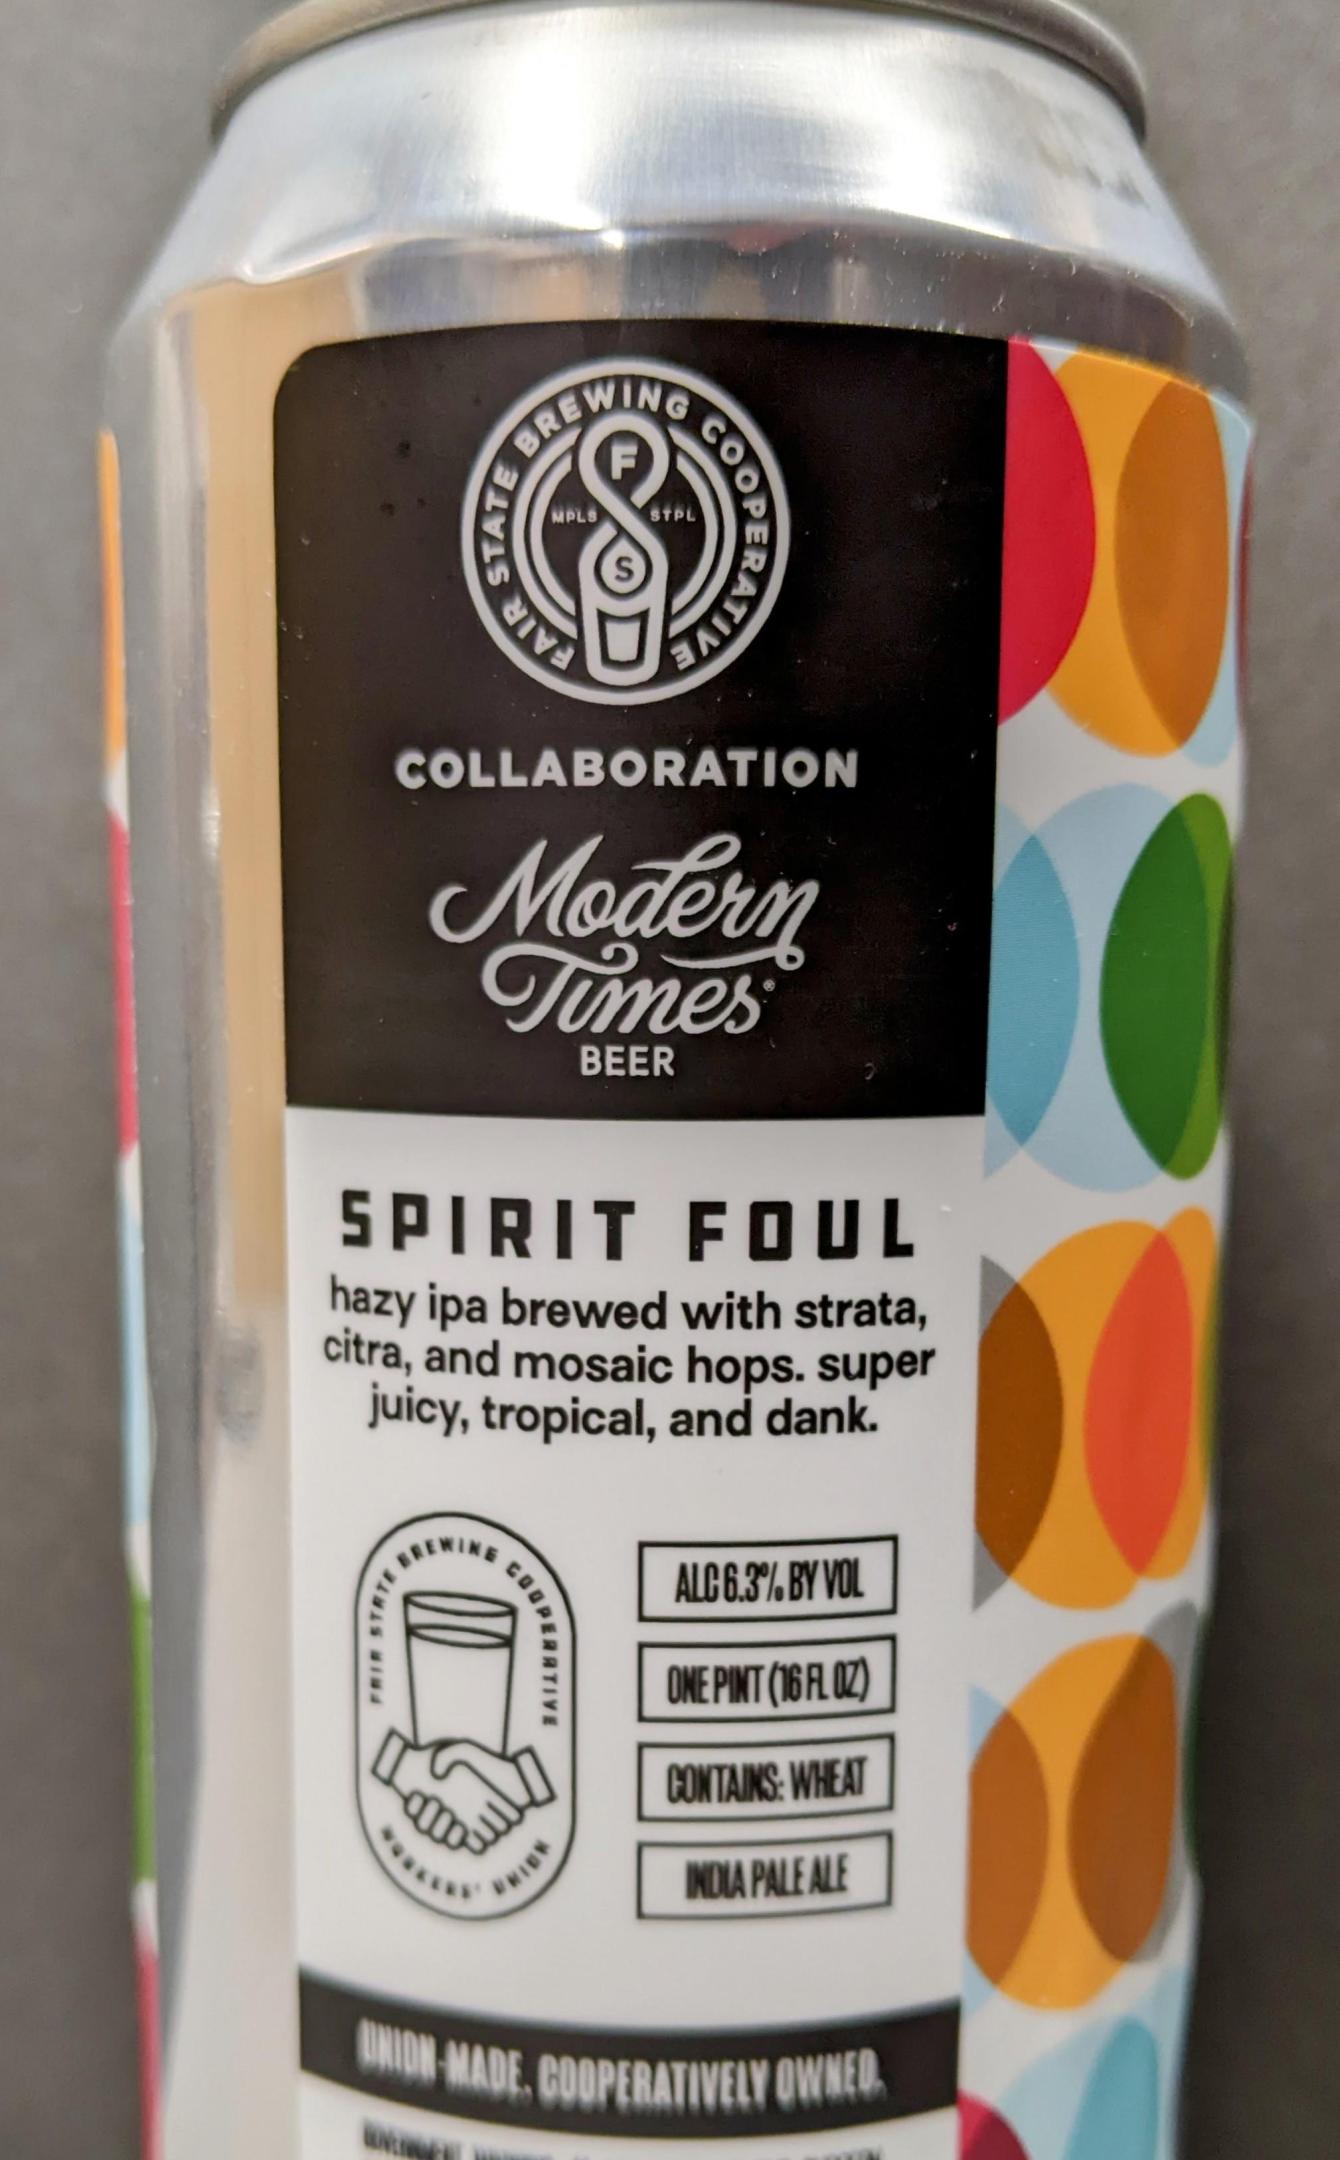 FAIR STATE BREWING COOPERATIVE
F
MPLS STPL
S
COLLABORATION
Modern
Times®
BEER
SPIRIT FOUL
hazy ipa brewed with strata,
citra, and mosaic hops. super
juicy, tropical, and dank.
FAIR STATE BREWING COOPERATIVE
WORKERS' UNION
ALC 6.3% BY VOL
ONE PINT (16 FL OZ)
CONTAINS: WHEAT
INDIA PALE ALE
UNION-MADE. COOPERATIVELY OWNED.